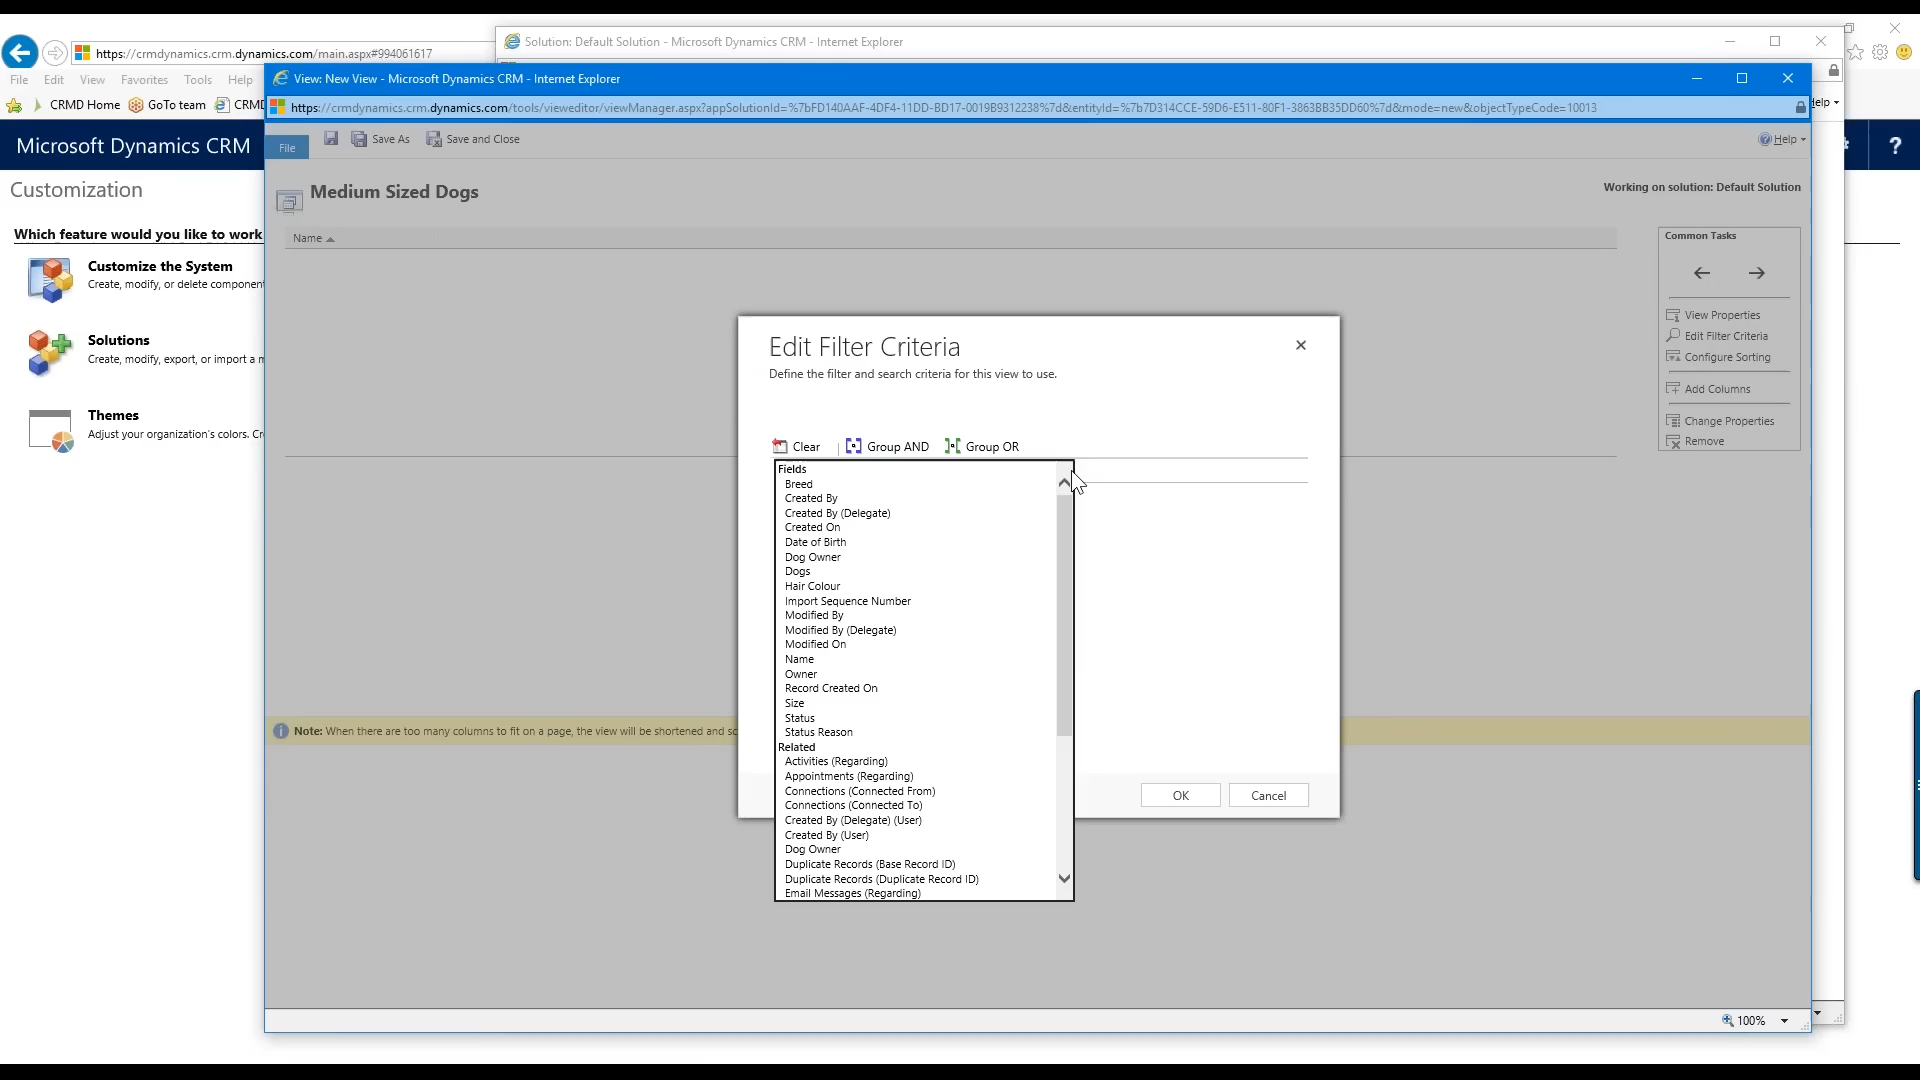 Solution: Default Solution - Microsoft Dynamics CRM - Internet Explorer
https://crmdynamics.crm.dynamics.com/main.aspx#994061617
File Edit View Favorites Tools Help
View: New View - Microsoft Dynamics CRM - Internet Explorer
CRMD Home GoTo team CRMD
https://crmdynamics.crm.dynamics.com/tools/vieweditor/viewManager.aspx?appSolutionId=%7bFD140AAF-4DF4-11DD-BD17-0019B9312238%7d&entityId=%7b7D314CCE-59D6-E511-80F1-3863BB35DD60%7d&mode=new&objectTypeCode=10013
Microsoft Dynamics CRM
File Save As Save and Close Help
?
Customization
Medium Sized Dogs
Working on solution: Default Solution
Which feature would you like to work
Name
Common Tasks
Customize the System
Create, modify, or delete component
View Properties
Edit Filter Criteria
Configure Sorting
Add Columns
Change Properties
Remove
Solutions
Create, modify, export, or import a m
Themes
Adjust your organization's colors. Cr
Edit Filter Criteria
Define the filter and search criteria for this view to use.
Clear Group AND Group OR
Fields
Breed
Created By
Created By (Delegate)
Created On
Date of Birth
Dog Owner
Dogs
Hair Colour
Import Sequence Number
Modified By
Modified By (Delegate)
Modified On
Name
Owner
Record Created On
Size
Status
Status Reason
Related
Activities (Regarding)
Appointments (Regarding)
Connections (Connected From)
Connections (Connected To)
Created By (Delegate) (User)
Created By (User)
Dog Owner
Duplicate Records (Base Record ID)
Duplicate Records (Duplicate Record ID)
Email Messages (Regarding)
Note: When there are too many columns to fit on a page, the view will be shortened and sc
OK Cancel
100%